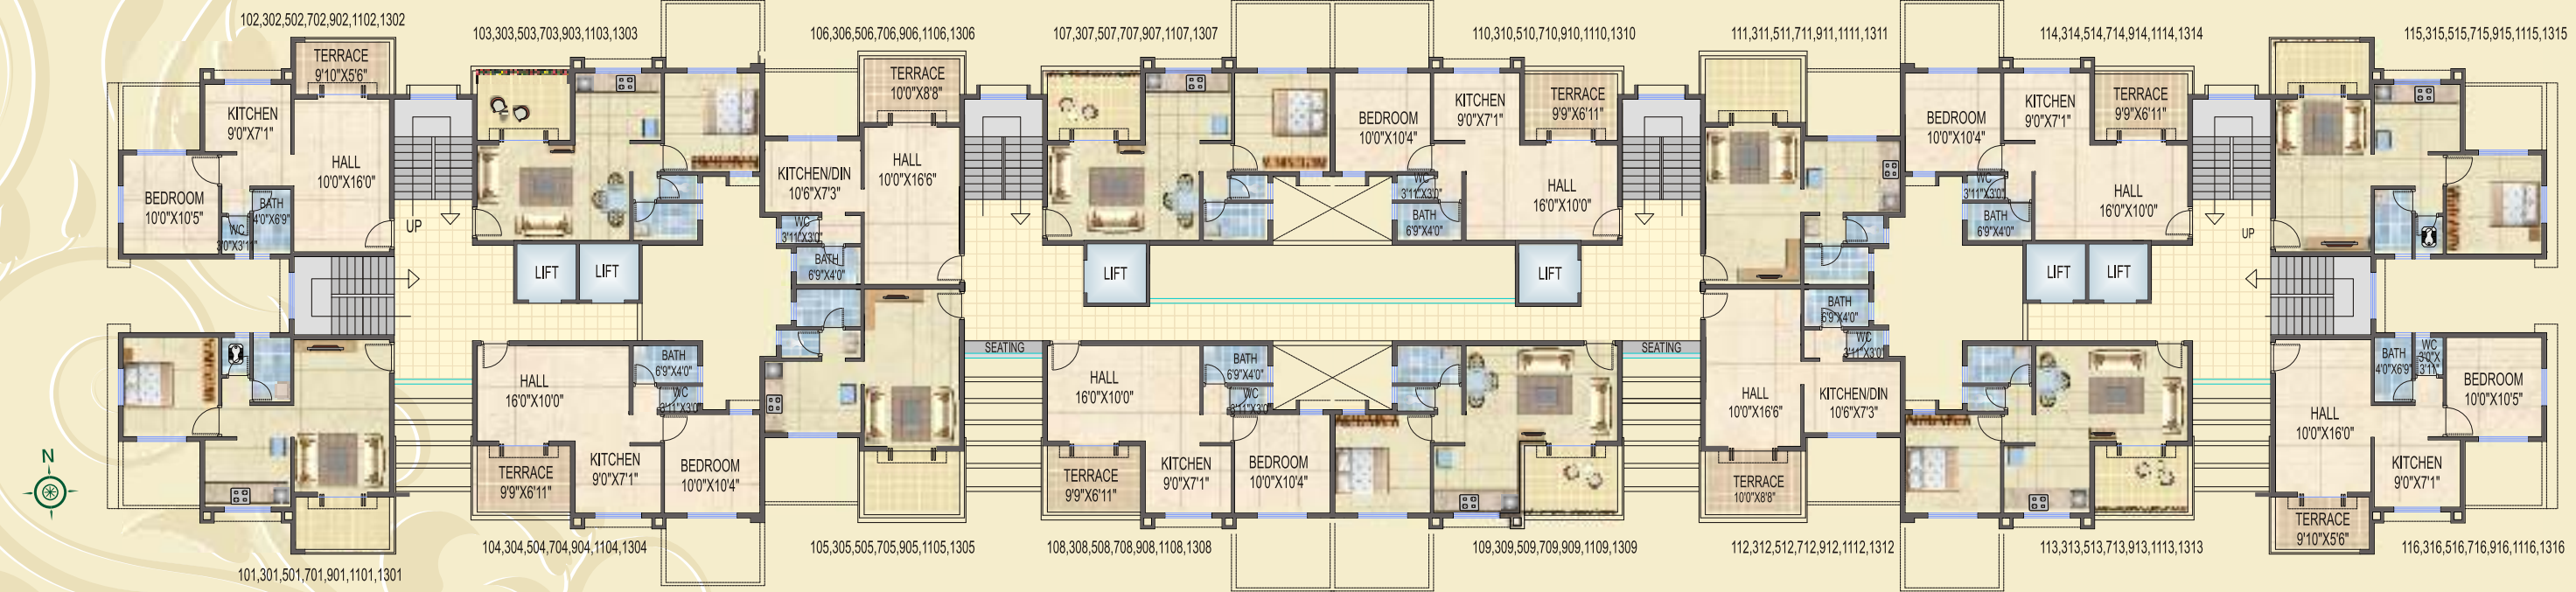 102,302,502,702,902,1102,1302
103,303,503,703,903,1103,1303
106,306,506,706,906,1106,1306
107,307,507,707,907,1107,1307
110,310,510,710,910,1110,1310
111,311,511,711,911,1111,1311
114,314,514,714,914,1114,1314
115,315,515,715,915,1115,1315
TERRACE
9'10"X5'6"
KITCHEN
9'0"X7'1"
HALL
10'0"X16'0"
BEDROOM
10'0"X10'5"
BATH
4'0"X6'9"
WC
3'0"X3'11"
UP
LIFT
LIFT
TERRACE
10'0"X8'8"
KITCHEN/DIN
10'6"X7'3"
HALL
10'0"X16'6"
WC
3'11"X3'0"
BATH
6'9"X4'0"
LIFT
BEDROOM
10'0"X10'4"
KITCHEN
9'0"X7'1"
TERRACE
9'9"X6'11"
WC
3'11"X3'0"
BATH
6'9"X4'0"
HALL
16'0"X10'0"
LIFT
BEDROOM
10'0"X10'4"
KITCHEN
9'0"X7'1"
TERRACE
9'9"X6'11"
WC
3'11"X3'0"
BATH
6'9"X4'0"
HALL
16'0"X10'0"
UP
LIFT
LIFT
N
HALL
16'0"X10'0"
BATH
6'9"X4'0"
WC
3'11"X3'0"
TERRACE
9'9"X6'11"
KITCHEN
9'0"X7'1"
BEDROOM
10'0"X10'4"
SEATING
HALL
16'0"X10'0"
BATH
6'9"X4'0"
WC
3'11"X3'0"
TERRACE
9'9"X6'11"
KITCHEN
9'0"X7'1"
BEDROOM
10'0"X10'4"
SEATING
BATH
6'9"X4'0"
WC
3'11"X3'0"
HALL
10'0"X16'6"
KITCHEN/DIN
10'6"X7'3"
TERRACE
10'0"X8'8"
BATH
4'0"X6'9"
WC
3'0"X
3'11"
BEDROOM
10'0"X10'5"
HALL
10'0"X16'0"
KITCHEN
9'0"X7'1"
TERRACE
9'10"X5'6"
101,301,501,701,901,1101,1301
104,304,504,704,904,1104,1304
105,305,505,705,905,1105,1305
108,308,508,708,908,1108,1308
109,309,509,709,909,1109,1309
112,312,512,712,912,1112,1312
113,313,513,713,913,1113,1313
116,316,516,716,916,1116,1316